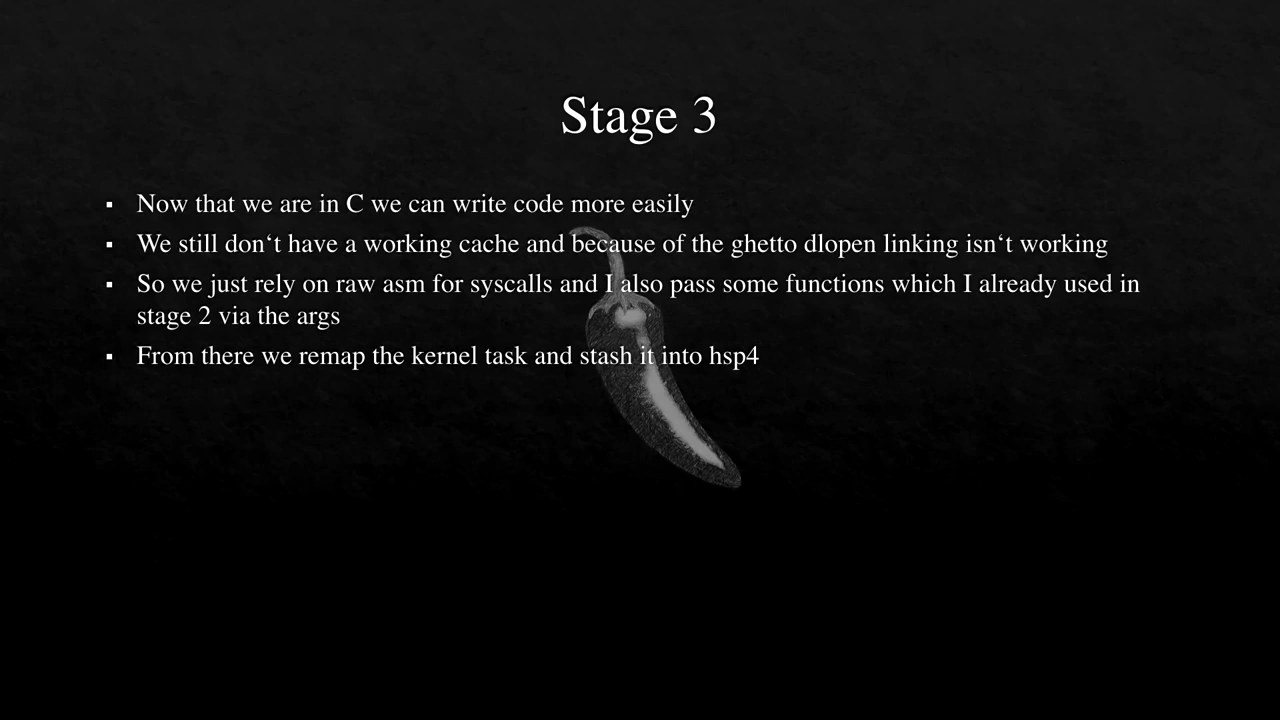 Stage 3
▪ Now that we are in C we can write code more easily
▪ We still don‘t have a working cache and because of the ghetto dlopen linking isn‘t working
▪ So we just rely on raw asm for syscalls and I also pass some functions which I already used in
stage 2 via the args
▪ From there we remap the kernel task and stash it into hsp4